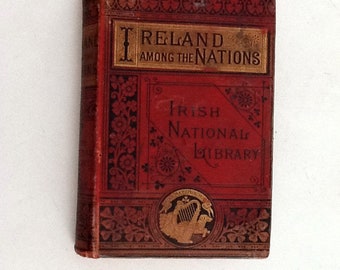 IRELAND
AMONG THE NATIONS
IRISH
NATIONAL
LIBRARY